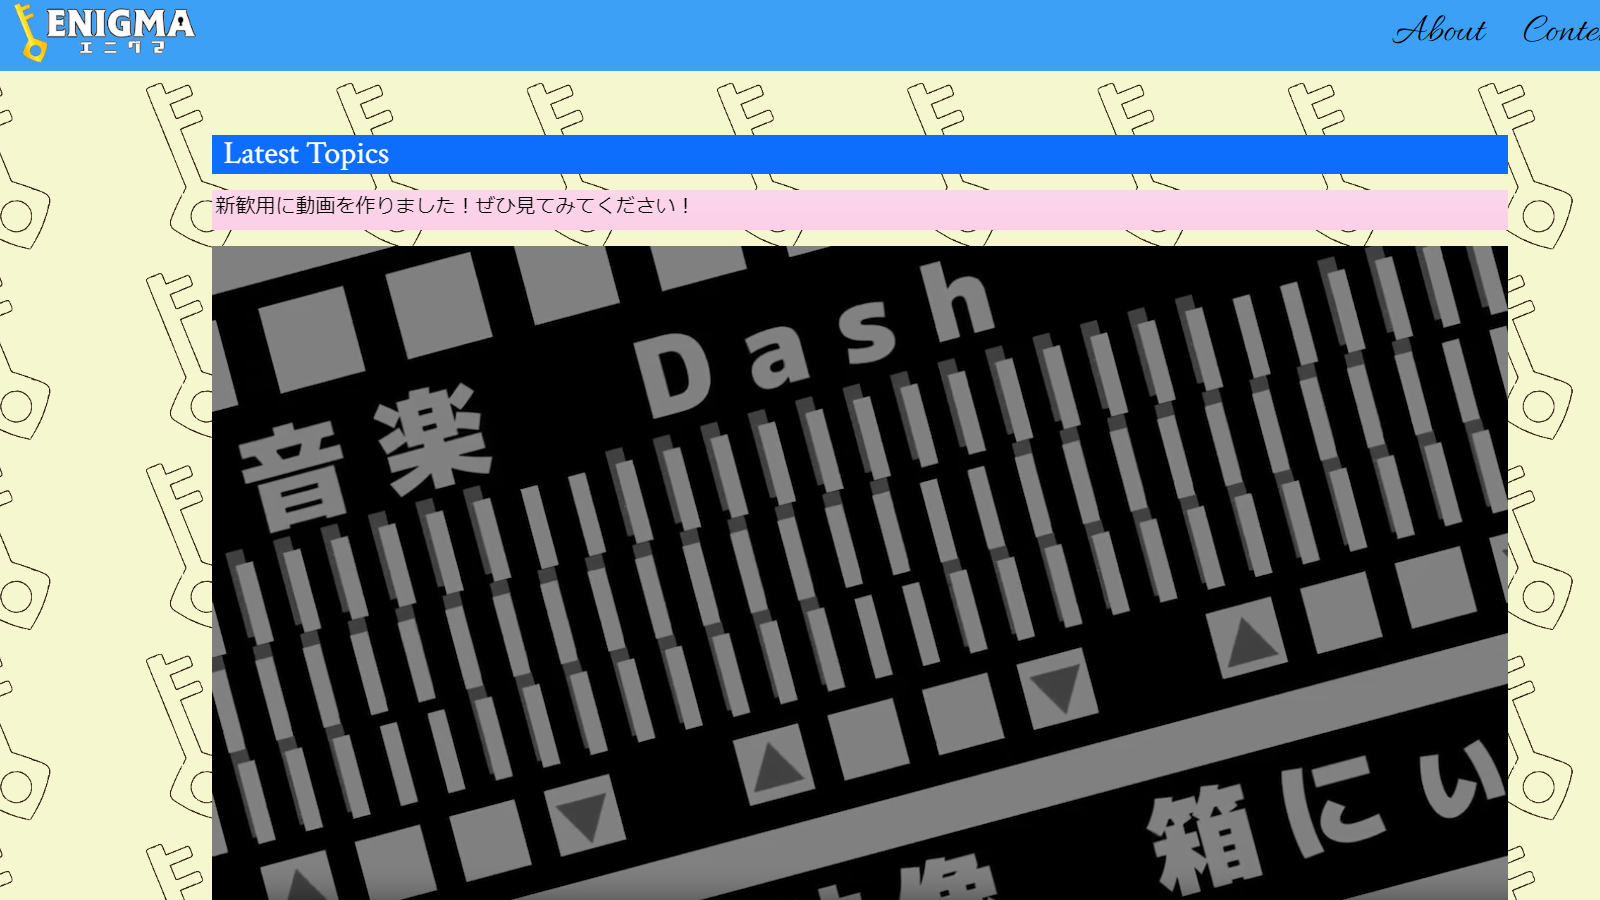 ENIGMA
エニグマ
About
Latest Topics
新歓用に動画を作りました！ぜひ見てみてください！
音楽 Dash
像 箱にい